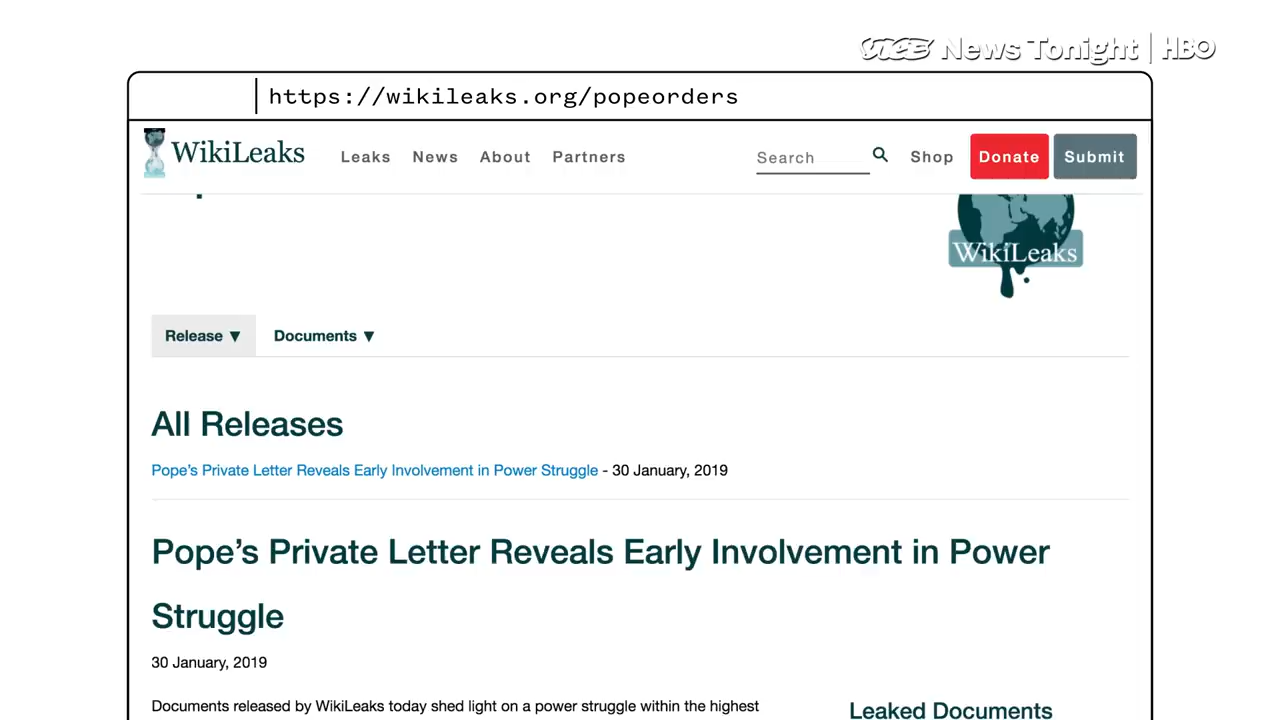 VICE News Tonight | HBO
https://wikileaks.org/popeorders
WikiLeaks Leaks News About Partners Search Shop Donate Submit
WikiLeaks
Release ▼ Documents ▼
All Releases
Pope’s Private Letter Reveals Early Involvement in Power Struggle - 30 January, 2019
Pope’s Private Letter Reveals Early Involvement in Power
Struggle
30 January, 2019
Documents released by WikiLeaks today shed light on a power struggle within the highest
Leaked Documents